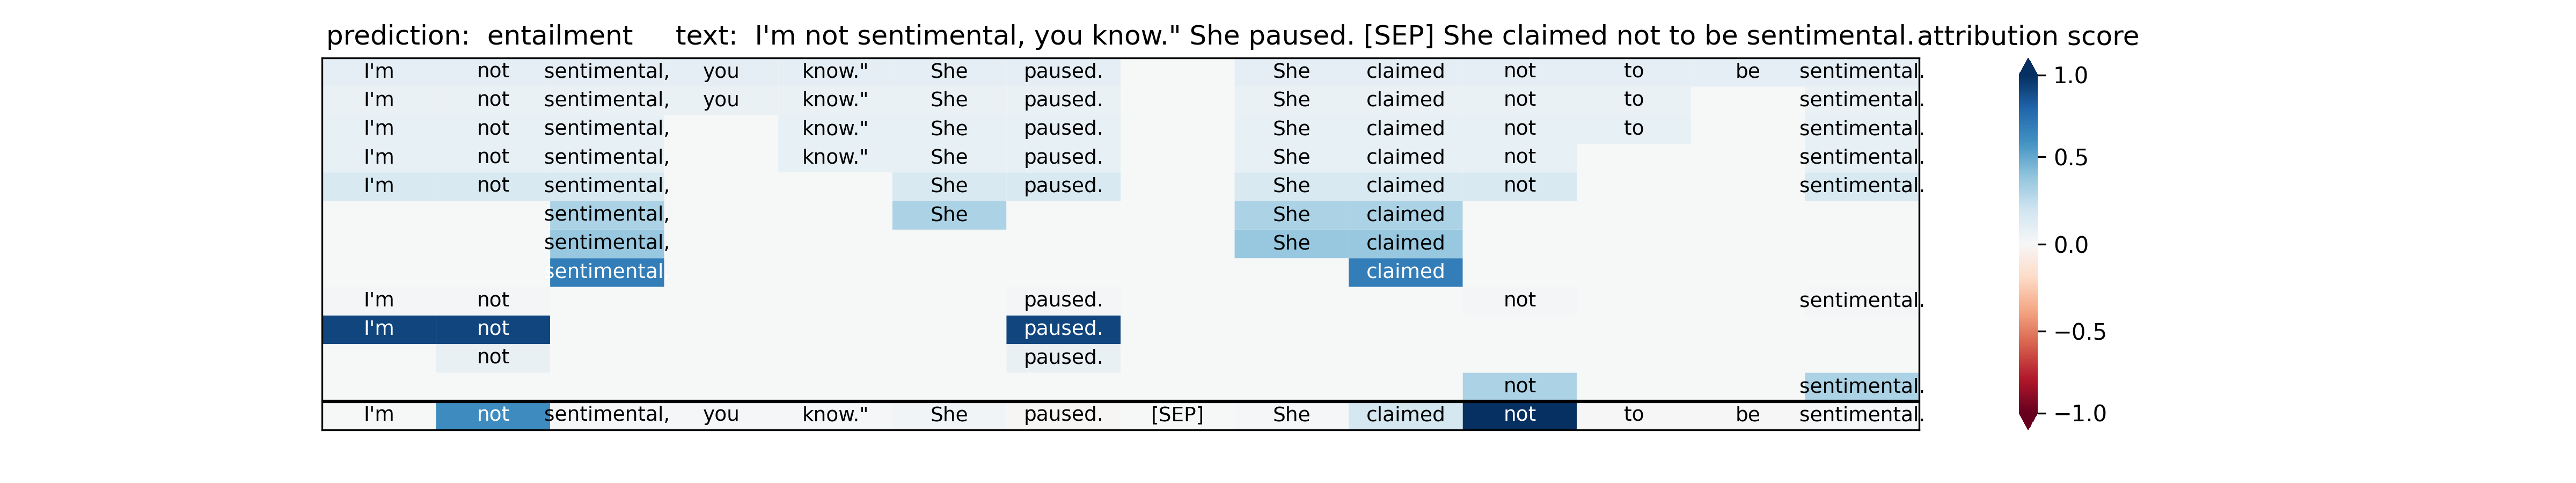 prediction: entailment text: I'm not sentimental, you know." She paused. [SEP] She claimed not to be sentimental. attribution score
I'm not sentimental, you know." She paused. She claimed not to be sentimental. 1.0
I'm not sentimental, you know." She paused. She claimed not to sentimental.
I'm not sentimental, know." She paused. She claimed not to sentimental.
I'm not sentimental, know." She paused. She claimed not sentimental. 0.5
I'm not sentimental, She paused. She claimed not sentimental.
sentimental, She She claimed
sentimental, She claimed 0.0
sentimental claimed
I'm not paused. not sentimental.
I'm not paused. −0.5
not paused.
not sentimental.
I'm not sentimental, you know." She paused. [SEP] She claimed not to be sentimental. −1.0